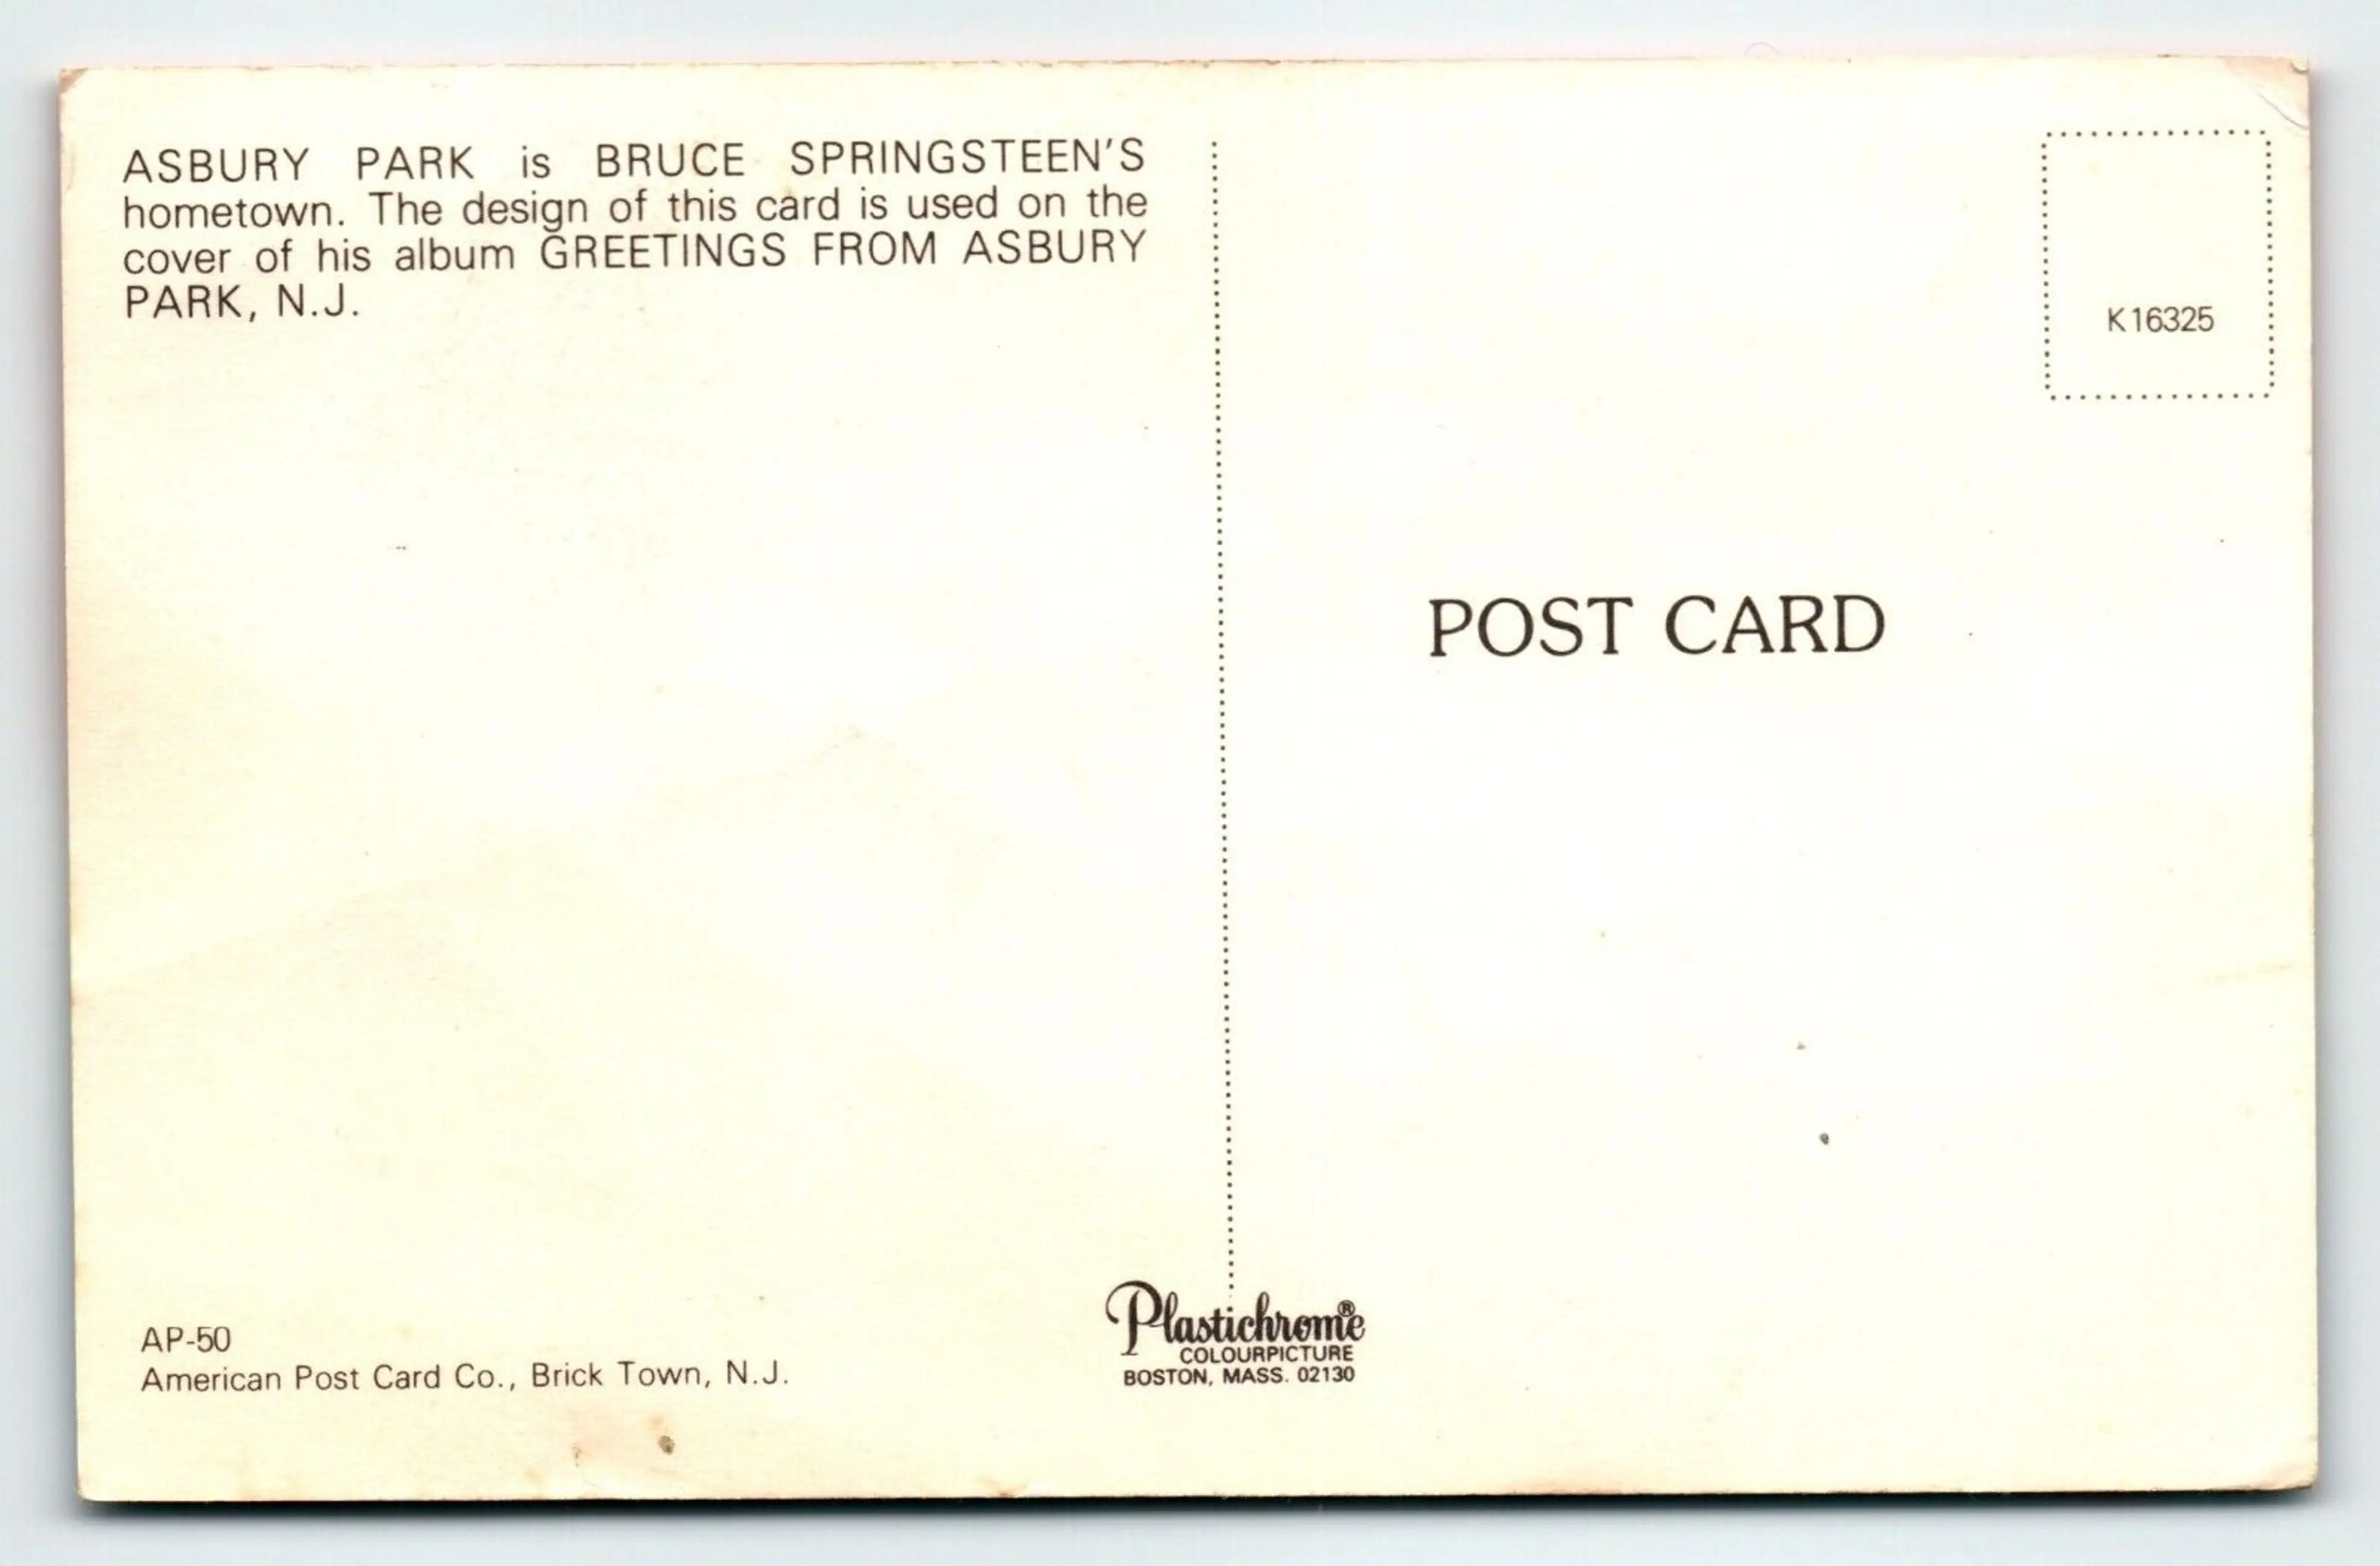 ASBURY PARK is BRUCE SPRINGSTEEN'S
hometown. The design of this card is used on the
cover of his album GREETINGS FROM ASBURY
PARK, N.J.
K16325
POST CARD
AP-50
American Post Card Co., Brick Town, N.J.
Plastichrome®
COLOURPICTURE
BOSTON, MASS. 02130